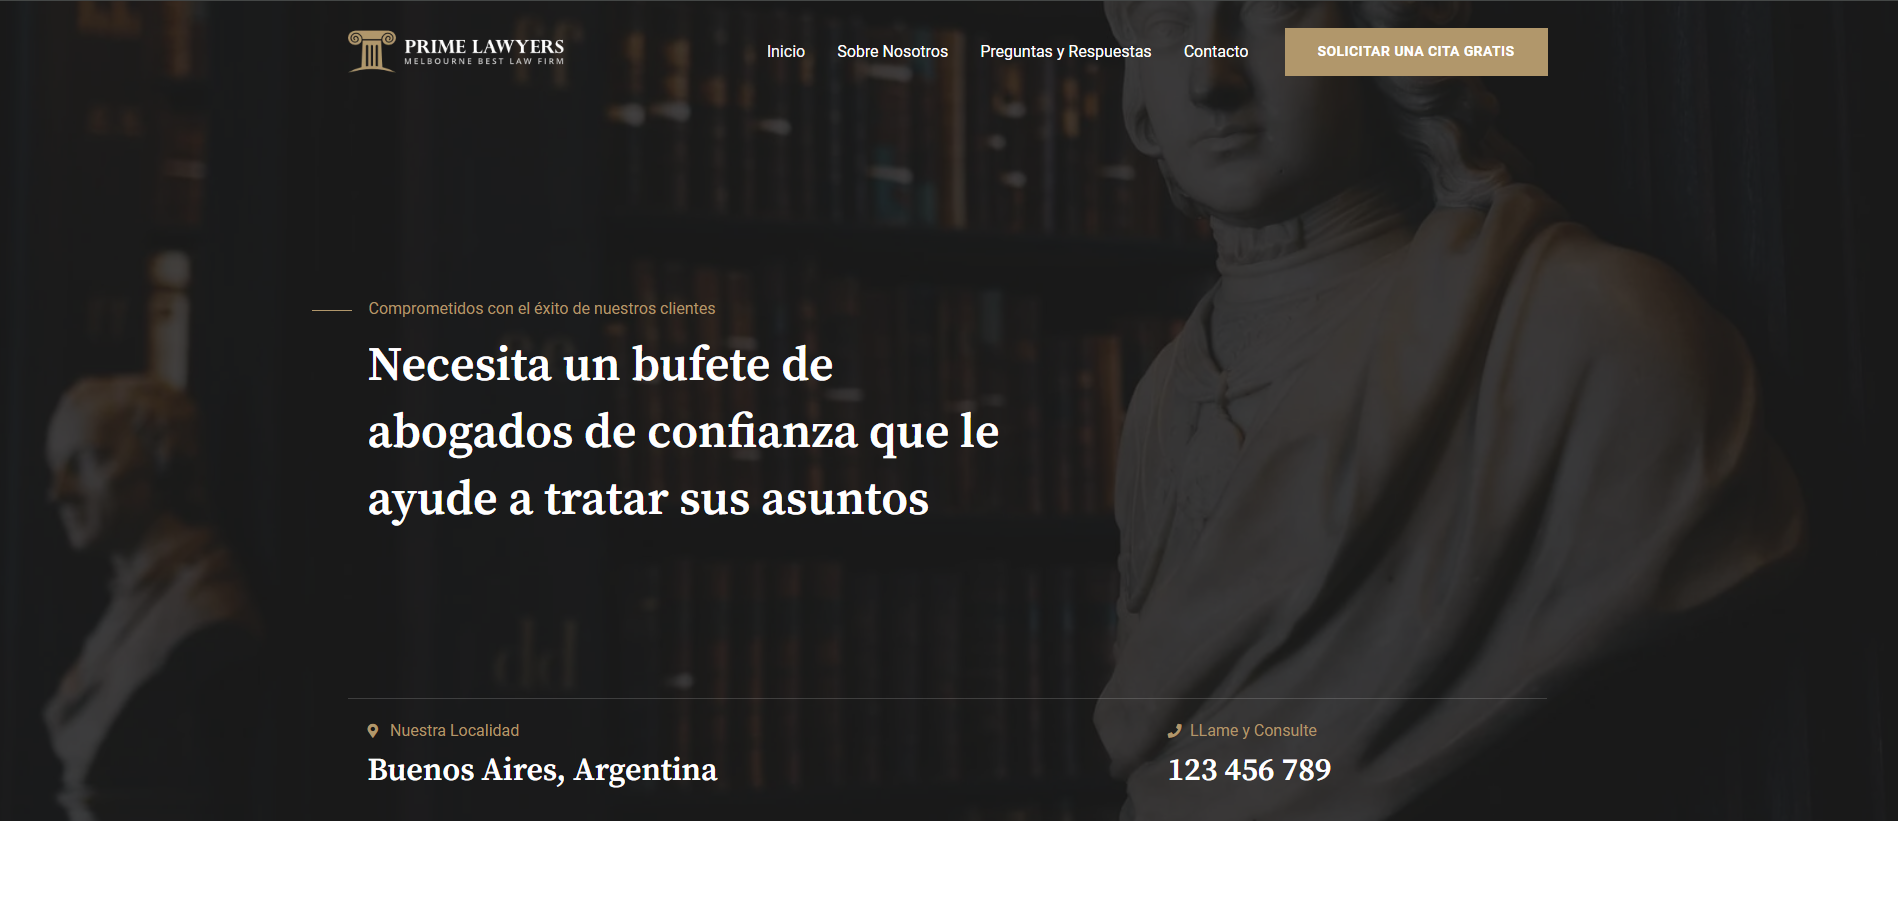 PRIME LAWYERS
MELBOURNE BEST LAW FIRM
Inicio
Sobre Nosotros
Preguntas y Respuestas
Contacto
SOLICITAR UNA CITA GRATIS
Comprometidos con el éxito de nuestros clientes
Necesita un bufete de
abogados de confianza que le
ayude a tratar sus asuntos
Nuestra Localidad
Buenos Aires, Argentina
LLame y Consulte
123 456 789